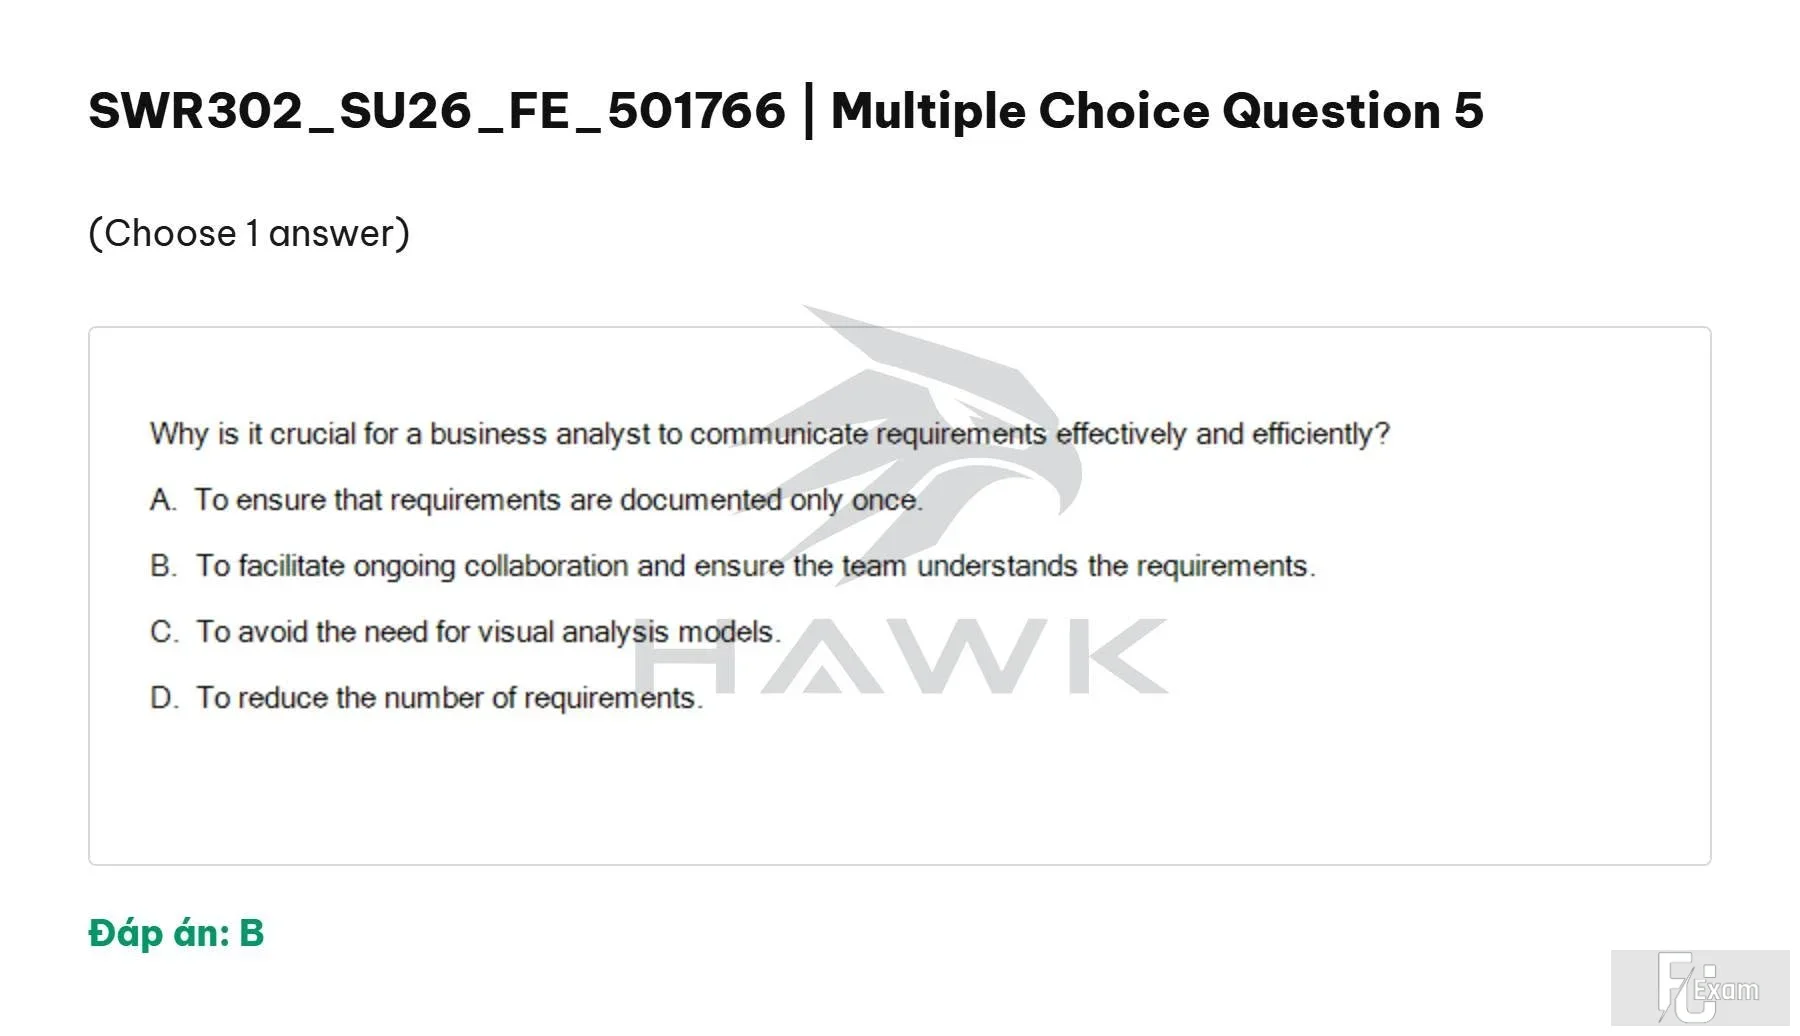 SWR302_SU26_FE_501766 | Multiple Choice Question 5
(Choose 1 answer)
Why is it crucial for a business analyst to communicate requirements effectively and efficiently?
A. To ensure that requirements are documented only once.
B. To facilitate ongoing collaboration and ensure the team understands the requirements.
C. To avoid the need for visual analysis models.
D. To reduce the number of requirements.
HAWK
Đáp án: B
FU Exam